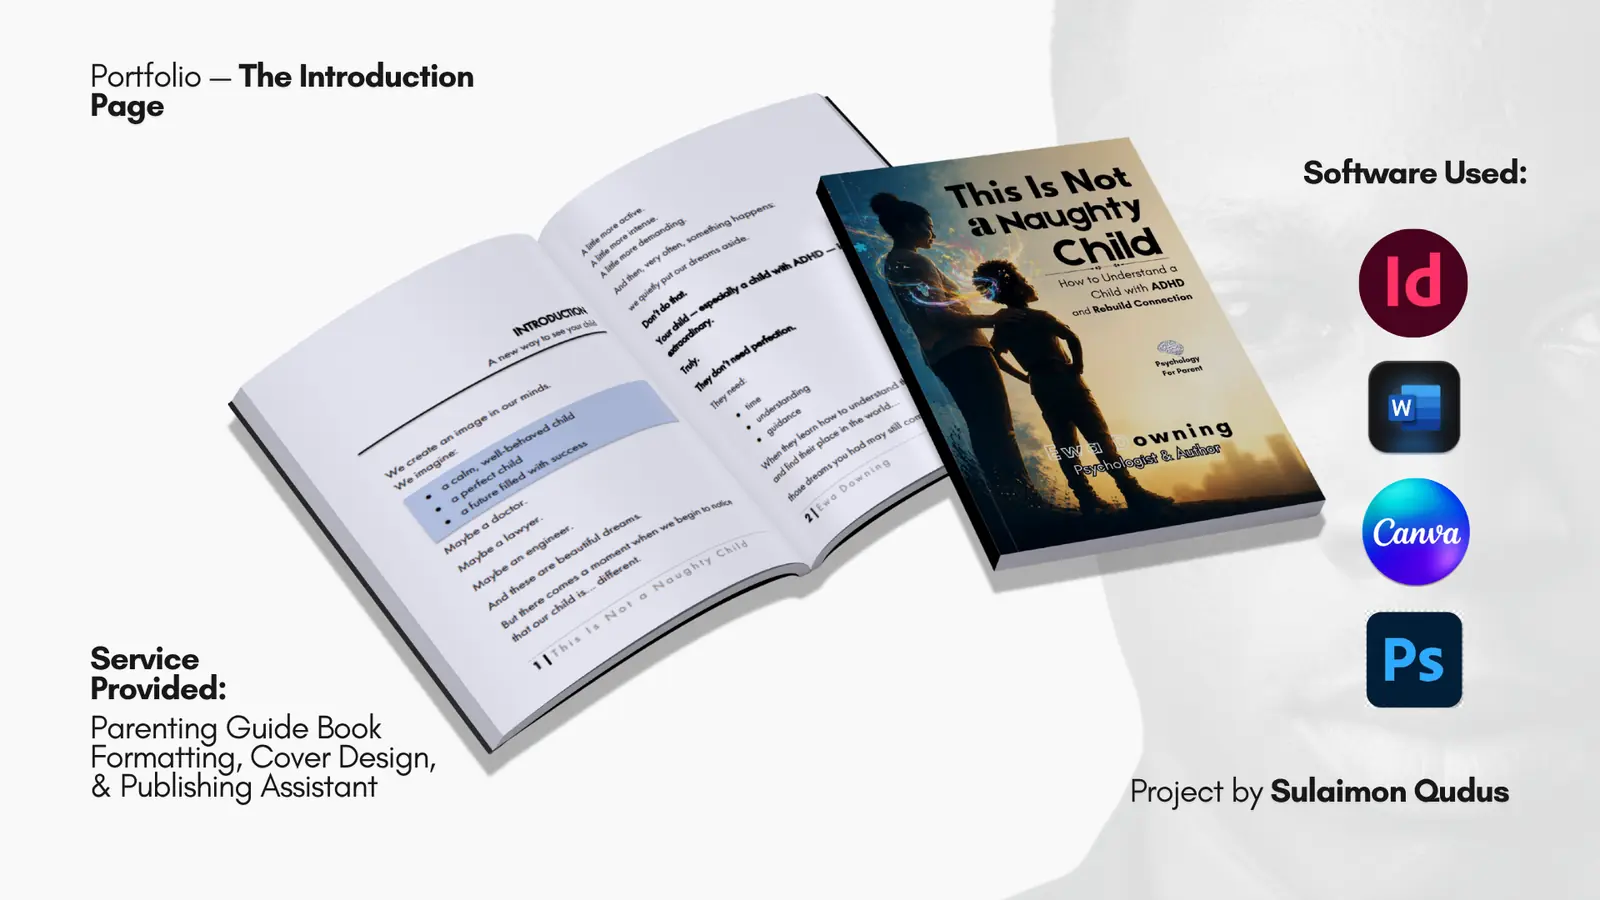 Portfolio — The Introduction
Page
INTRODUCTION
A new way to see your child
We create an image in our minds.
We imagine:
• a calm, well-behaved child
• a perfect child
• a future filled with success
Maybe a doctor.
Maybe a lawyer.
Maybe an engineer.
And these are beautiful dreams.
But there comes a moment when we begin to notice
that our child is... different.
1 | This Is Not a Naughty Child
A little more active.
A little more intense.
A little more demanding.
And then, very often, something happens:
we quietly put our dreams aside.
Don't do that.
Your child — especially a child with ADHD —
extraordinary.
Truly.
They don't need perfection.
They need:
• time
• understanding
• guidance
When they learn how to understand
and find their place in the world...
those dreams you had may still
2 | Ewa Downing
This Is Not
a Naughty
Child
How to Understand a
Child with ADHD
and Rebuild Connection
Psychology
For Parent
Ewa Downing
Psychologist & Author
Software Used:
Id
W
Canva
Ps
Service
Provided:
Parenting Guide Book
Formatting, Cover Design,
& Publishing Assistant
Project by Sulaimon Qudus